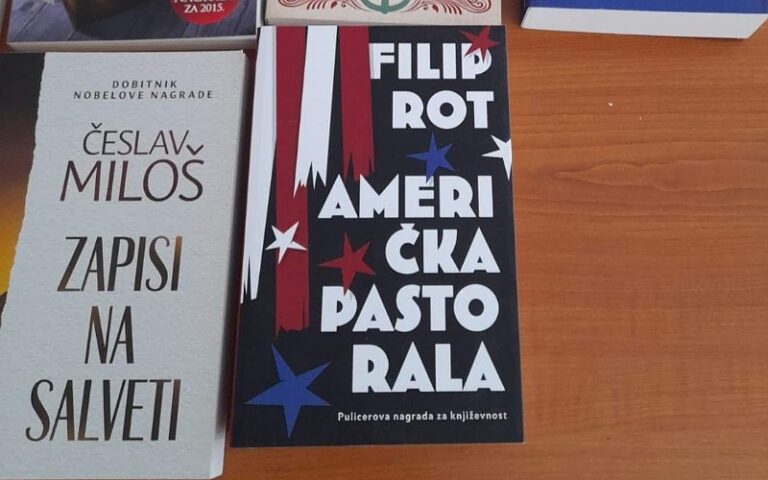 ZA 2015.
DOBITNIK
NOBELOVE NAGRADE
ČESLAV
MILOŠ
ZAPISI
NA
SALVETI
FILIP
ROT
AMERI
ČKA
PASTO
RALA
Pulicerova nagrada za književnost